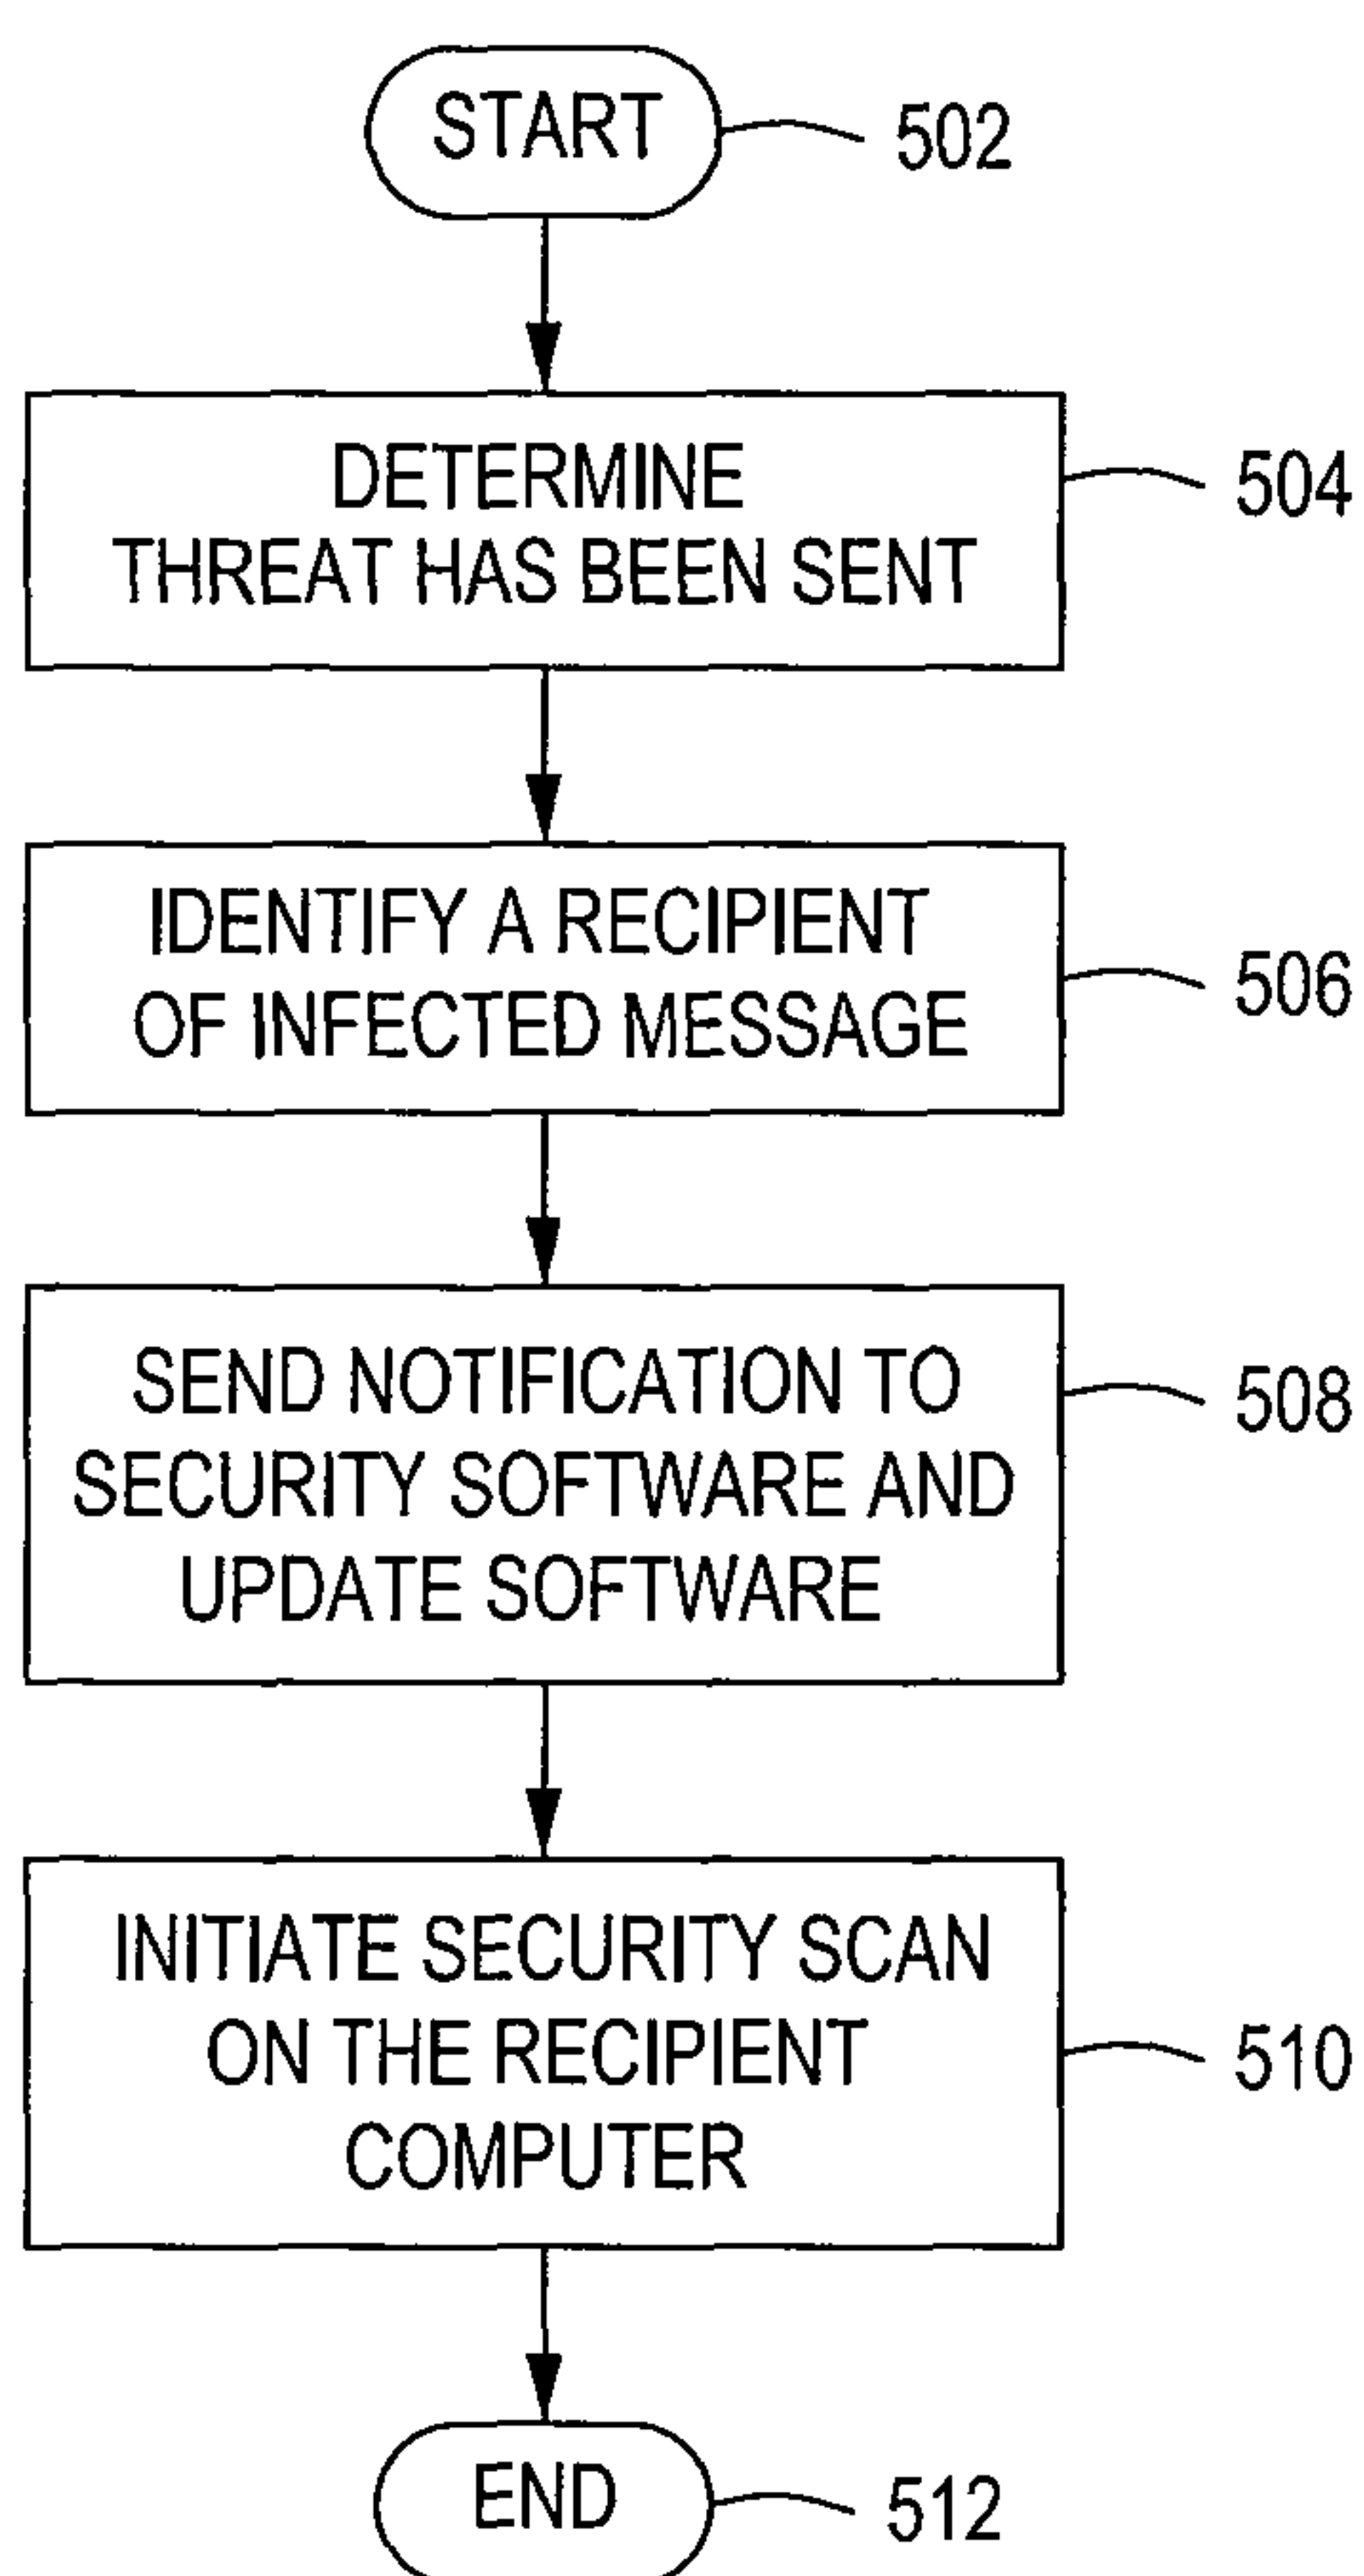 START
502
DETERMINE
THREAT HAS BEEN SENT
504
IDENTIFY A RECIPIENT
OF INFECTED MESSAGE
506
SEND NOTIFICATION TO
SECURITY SOFTWARE AND
UPDATE SOFTWARE
508
INITIATE SECURITY SCAN
ON THE RECIPIENT
COMPUTER
510
END
512